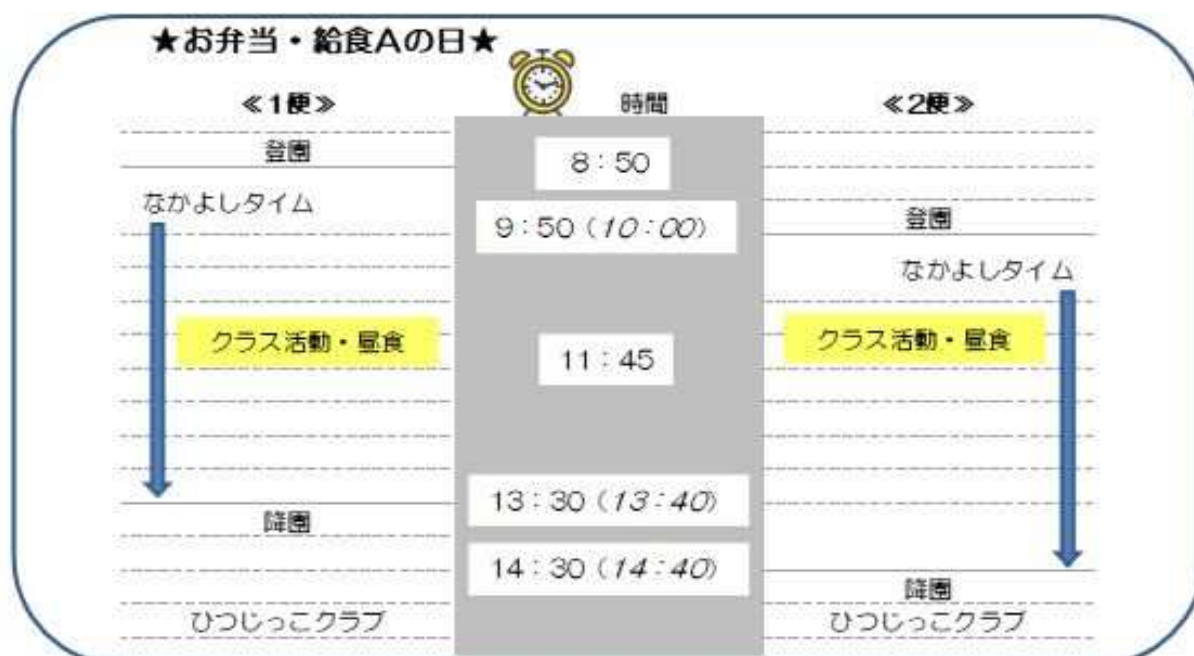 ★お弁当・給食Aの日★
≪1便≫ 時間 ≪2便≫
登園
8：50
なかよしタイム
9：50（10：00）
登園
なかよしタイム
クラス活動・昼食
11：45
クラス活動・昼食
13：30（13：40）
降園
14：30（14：40）
降園
ひつじっこクラブ
ひつじっこクラブ